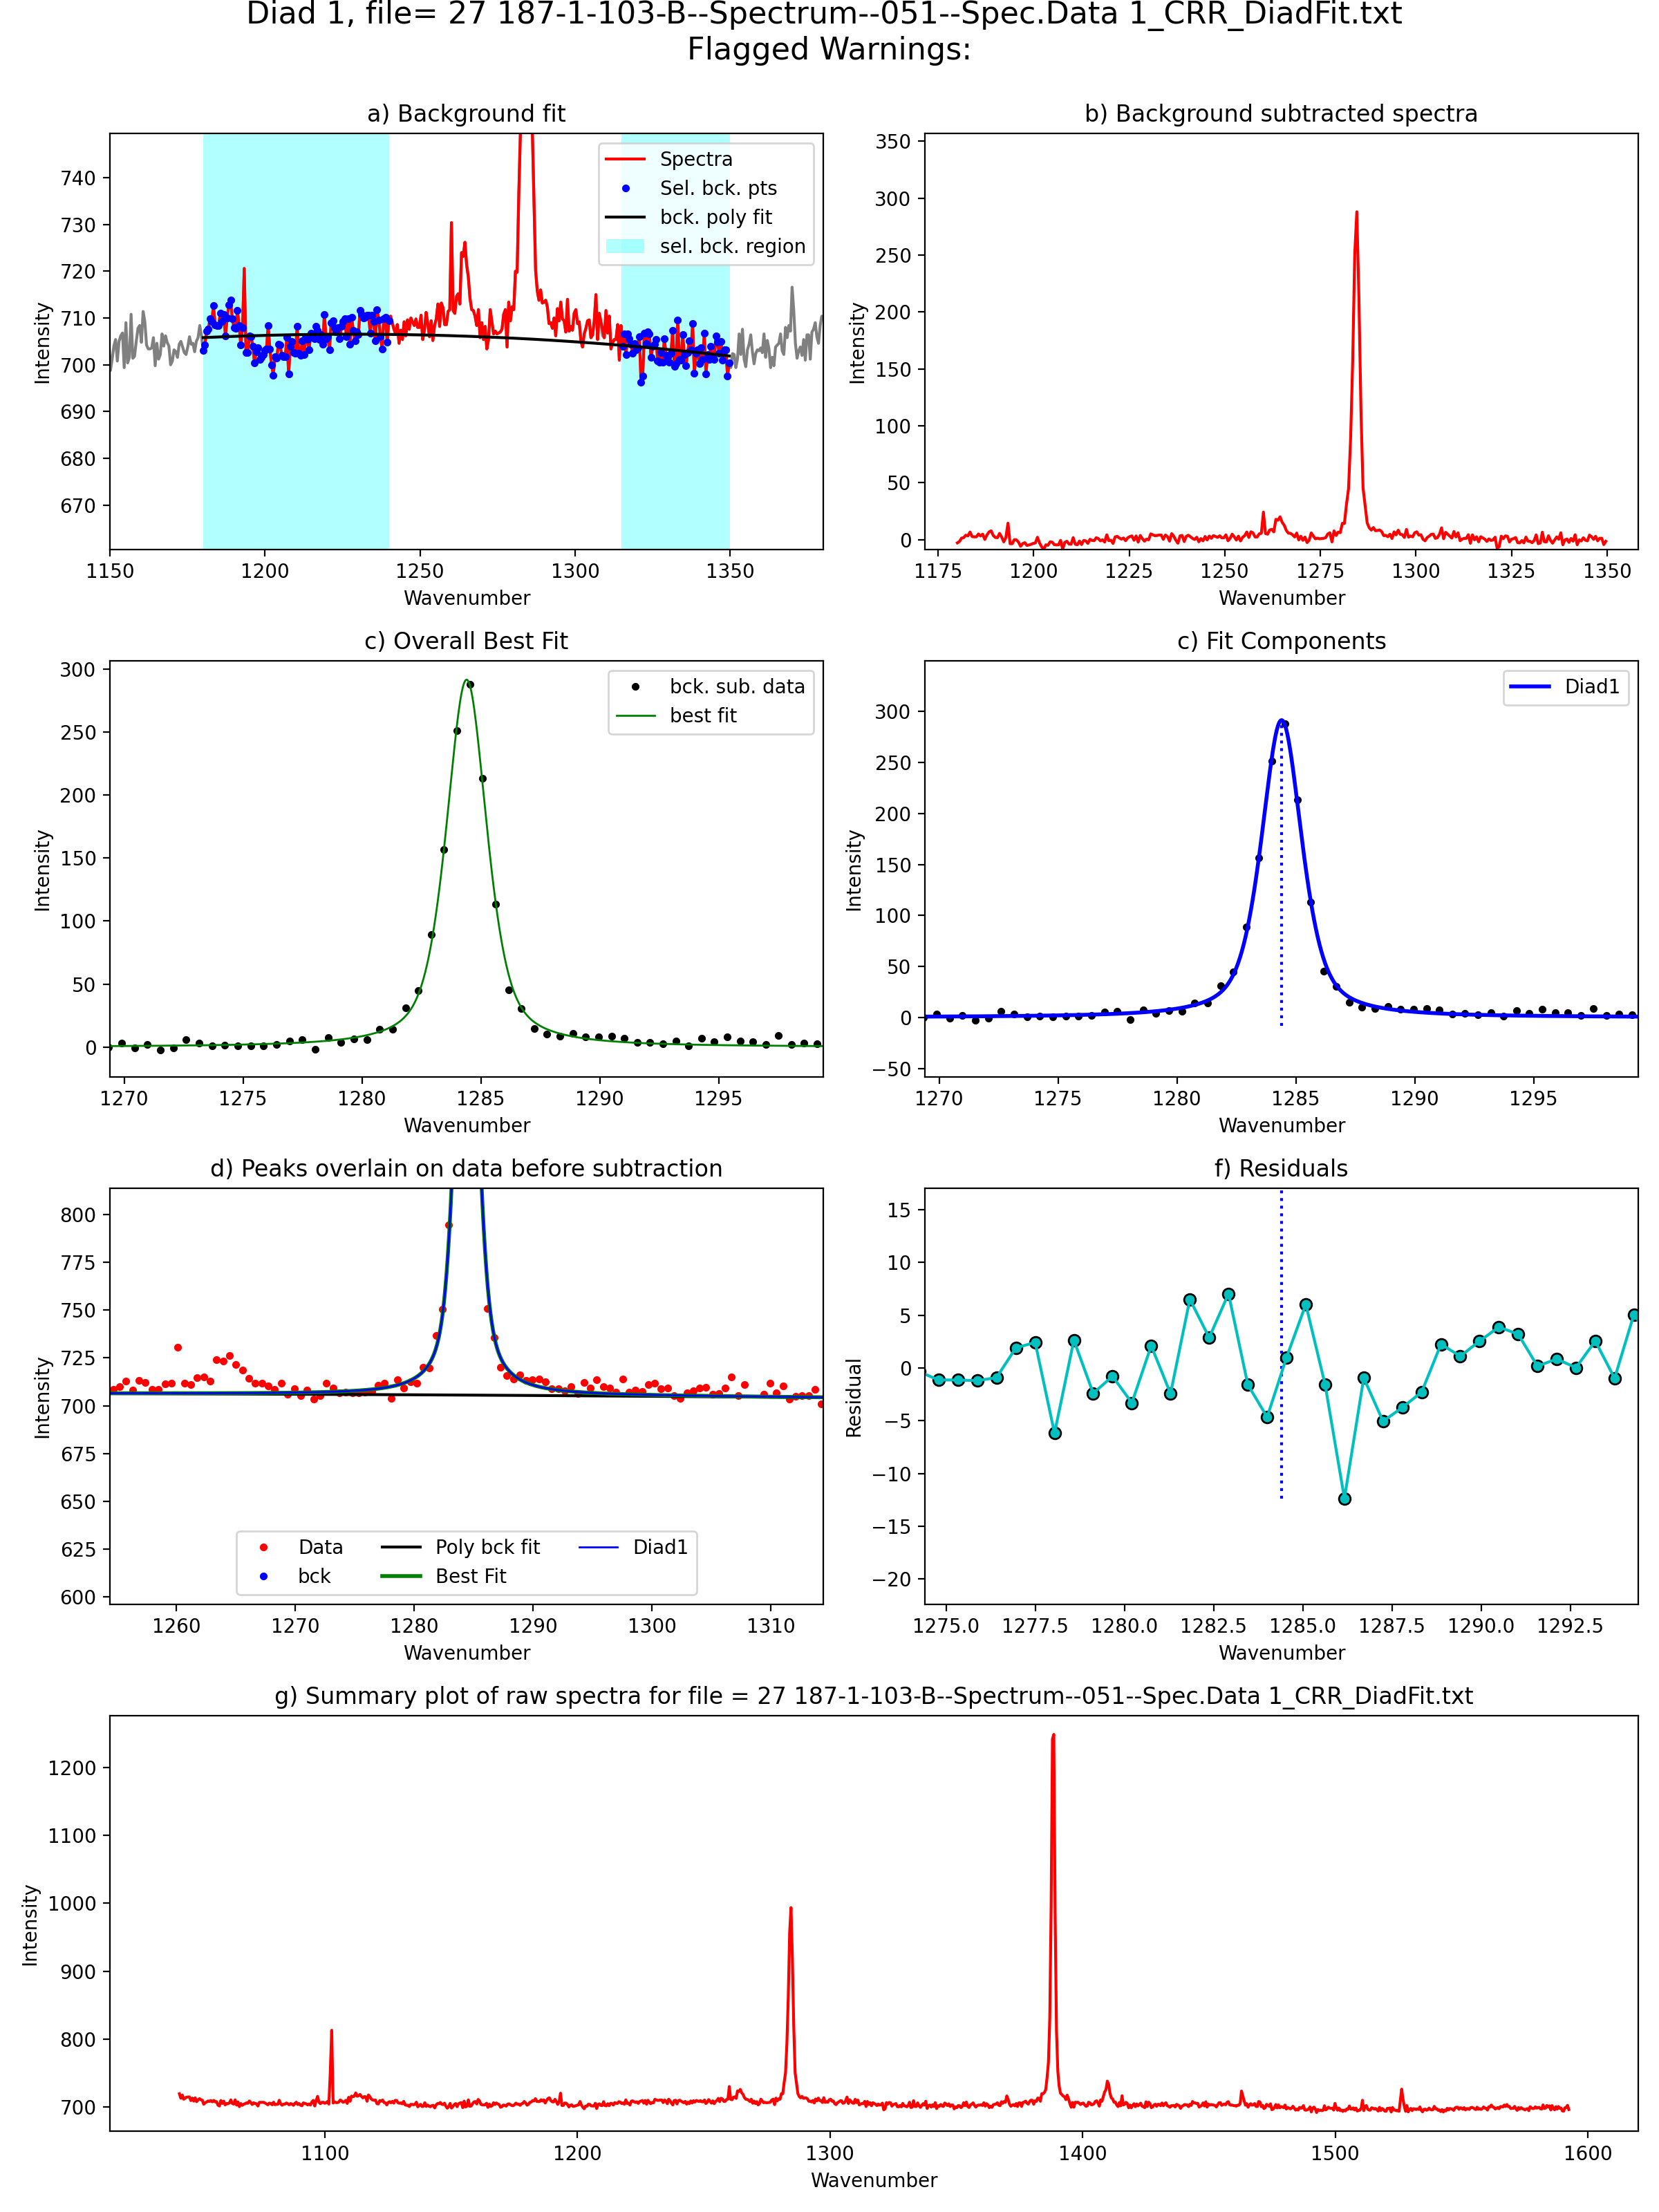 Diad 1, file= 27 187-1-103-B--Spectrum--051--Spec.Data 1_CRR_DiadFit.txt
Flagged Warnings:
a) Background fit
Intensity
740
730
720
710
700
690
680
670
Spectra
Sel. bck. pts
bck. poly fit
sel. bck. region
1150 1200 1250 1300 1350
Wavenumber
b) Background subtracted spectra
Intensity
350
300
250
200
150
100
50
0
1175 1200 1225 1250 1275 1300 1325 1350
Wavenumber
c) Overall Best Fit
Intensity
300
250
200
150
100
50
0
bck. sub. data
best fit
1270 1275 1280 1285 1290 1295
Wavenumber
c) Fit Components
Intensity
300
250
200
150
100
50
0
−50
Diad1
1270 1275 1280 1285 1290 1295
Wavenumber
d) Peaks overlain on data before subtraction
Intensity
800
775
750
725
700
675
650
625
600
Data
bck
Poly bck fit
Best Fit
Diad1
1260 1270 1280 1290 1300 1310
Wavenumber
f) Residuals
Residual
15
10
5
0
−5
−10
−15
−20
1275.0 1277.5 1280.0 1282.5 1285.0 1287.5 1290.0 1292.5
Wavenumber
g) Summary plot of raw spectra for file = 27 187-1-103-B--Spectrum--051--Spec.Data 1_CRR_DiadFit.txt
Intensity
1200
1100
1000
900
800
700
1100 1200 1300 1400 1500 1600
Wavenumber